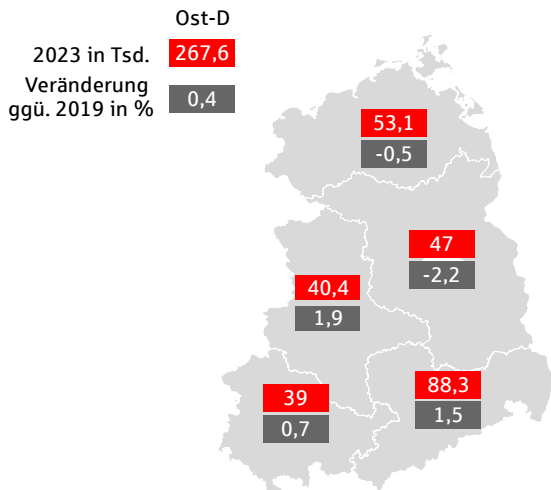 Ost-D
2023 in Tsd. 267,6
Veränderung
ggü. 2019 in % 0,4
53,1
-0,5
47
-2,2
40,4
1,9
88,3
1,5
39
0,7